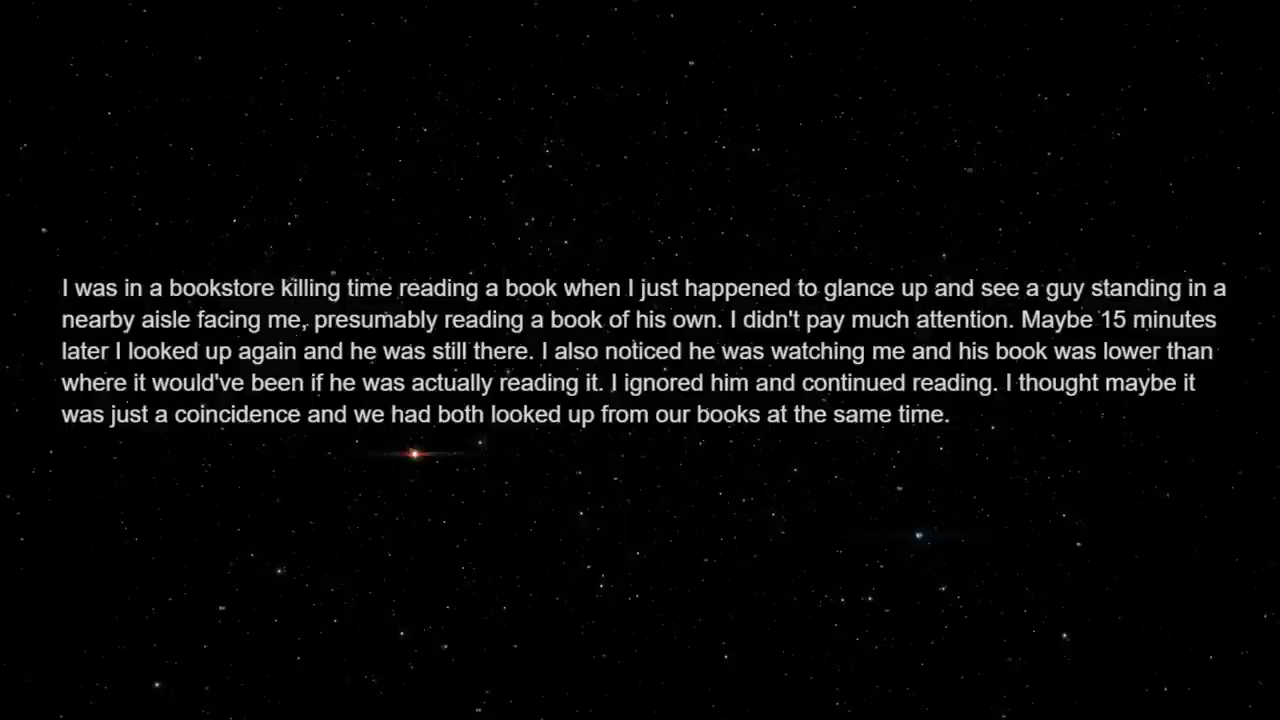 I was in a bookstore killing time reading a book when I just happened to glance up and see a guy standing in a
nearby aisle facing me, presumably reading a book of his own. I didn't pay much attention. Maybe 15 minutes
later I looked up again and he was still there. I also noticed he was watching me and his book was lower than
where it would've been if he was actually reading it. I ignored him and continued reading. I thought maybe it
was just a coincidence and we had both looked up from our books at the same time.